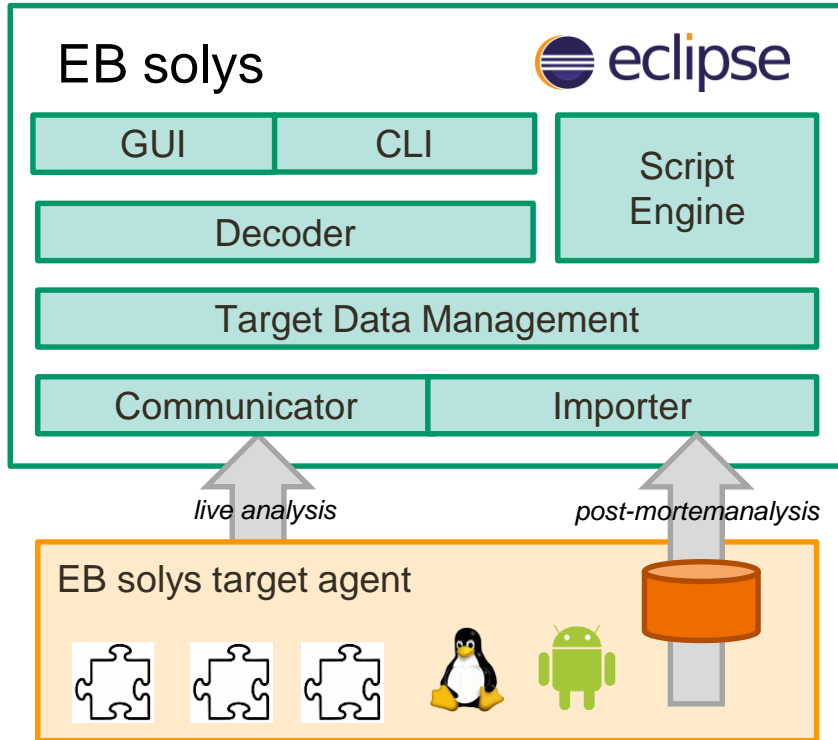 EB solys
eclipse
GUI
CLI
Script
Engine
Decoder
Target Data Management
Communicator
Importer
live analysis
post-mortemanalysis
EB solys target agent